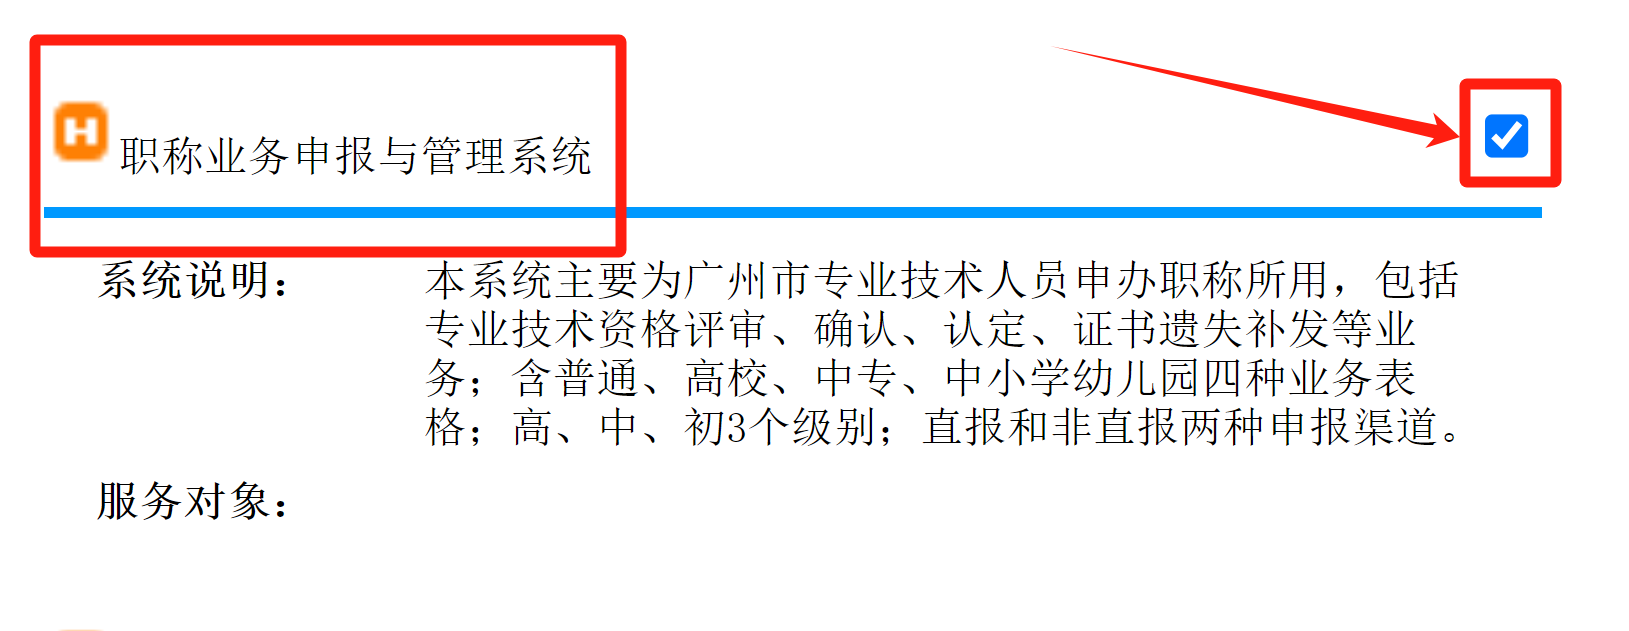 H 职称业务申报与管理系统
系统说明： 本系统主要为广州市专业技术人员申办职称所用，包括
专业技术资格评审、确认、认定、证书遗失补发等业
务；含普通、高校、中专、中小学幼儿园四种业务表
格；高、中、初3个级别；直报和非直报两种申报渠道。
服务对象：